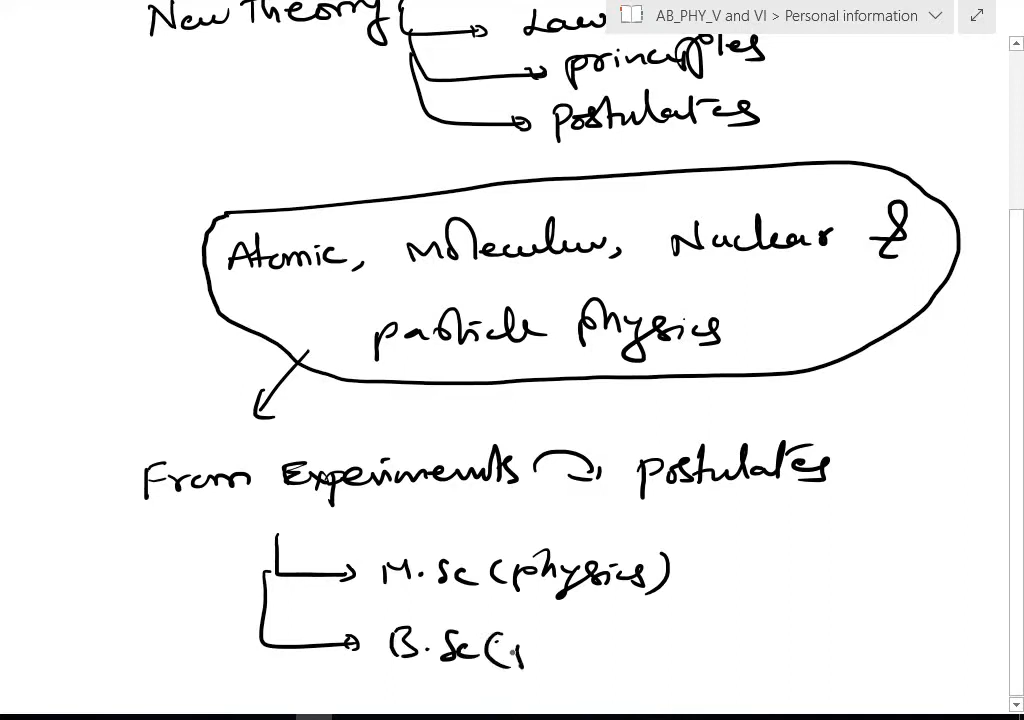 AB_PHY_V and VI > Personal information
New Theory Law
principles
postulates
Atomic, Molecular, Nuclear &
particle physics
From Experiments postulates
M.Sc (physics)
B.Sc (